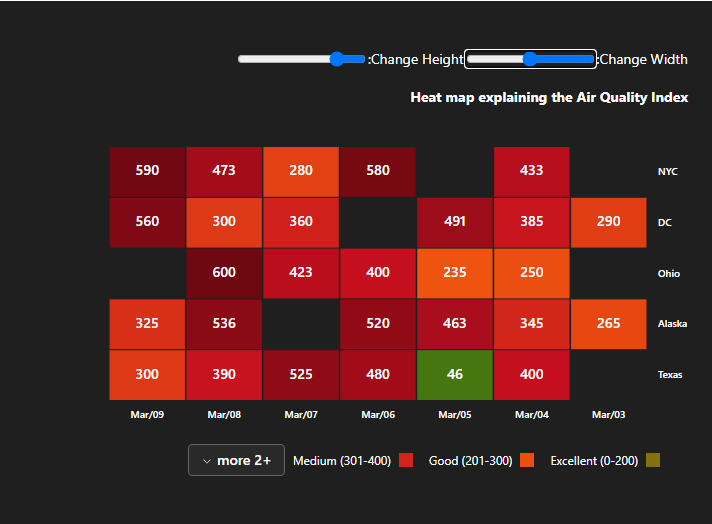 :Change Height :Change Width
Heat map explaining the Air Quality Index
590 473 280 580 433 NYC
560 300 360 491 385 290 DC
600 423 400 235 250 Ohio
325 536 520 463 345 265 Alaska
300 390 525 480 46 400 Texas
Mar/09 Mar/08 Mar/07 Mar/06 Mar/05 Mar/04 Mar/03
more 2+ Medium (301-400) Good (201-300) Excellent (0-200)